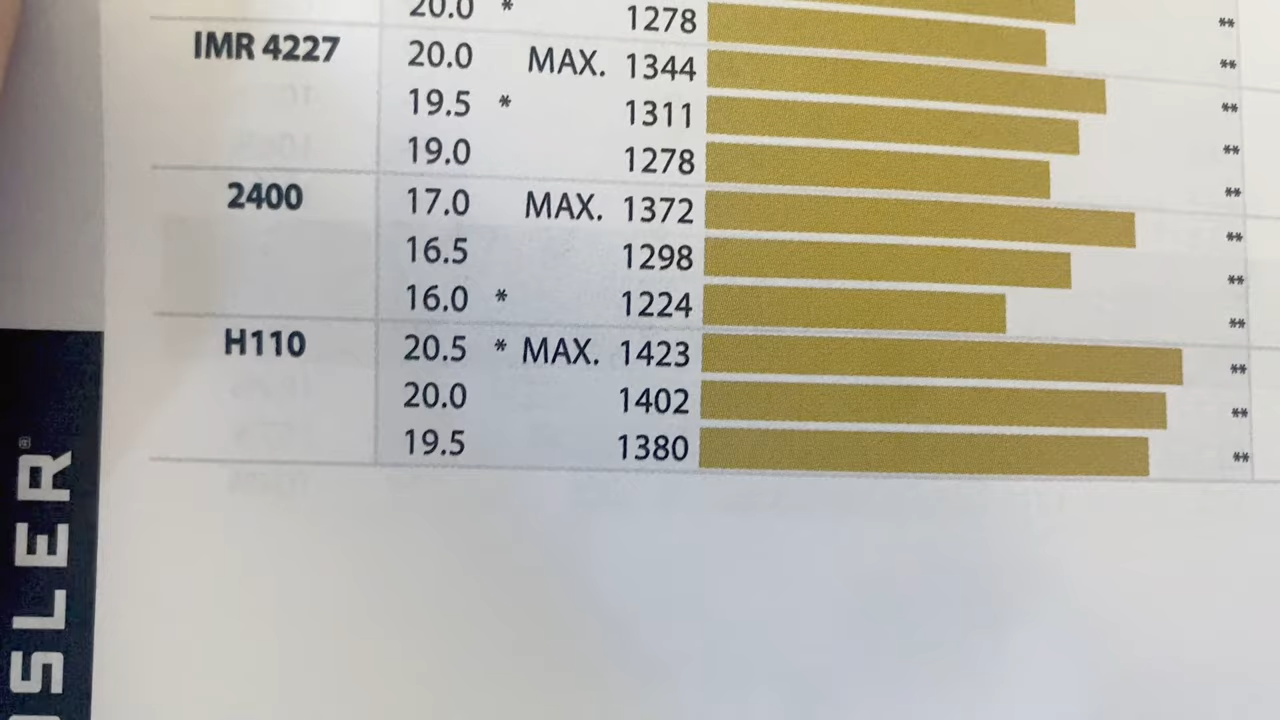 20.0 * 1278 **
IMR 4227 20.0 MAX. 1344 **
19.5 * 1311 **
19.0 1278 **
2400 17.0 MAX. 1372 **
16.5 1298 **
16.0 * 1224 **
H110 20.5 * MAX. 1423 **
20.0 1402 **
19.5 1380 **
OSLER®